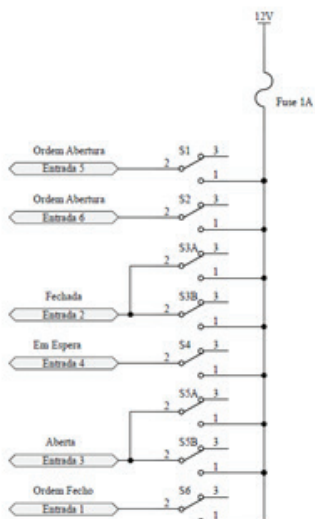 12V
Fuse 1A
Ordem Abertura
Entrada 5
2
S1
3
1
Ordem Abertura
Entrada 6
2
S2
3
1
S3A
3
2
1
Fechada
Entrada 2
2
S3B
3
1
Em Espera
Entrada 4
2
S4
3
1
S5A
3
2
1
Aberta
Entrada 3
2
S5B
3
1
Ordem Fecho
Entrada 1
2
S6
3
1